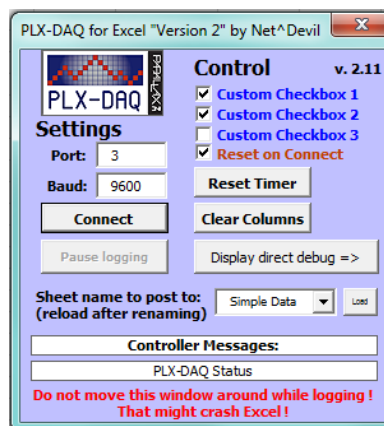 PLX-DAQ for Excel "Version 2" by Net^Devil
PARALLAX
PLX-DAQ
Control v. 2.11
Custom Checkbox 1
Custom Checkbox 2
Custom Checkbox 3
Reset on Connect
Settings
Port: 3
Baud: 9600
Reset Timer
Connect
Clear Columns
Pause logging
Display direct debug =>
Sheet name to post to:
(reload after renaming)
Simple Data
Load
Controller Messages:
PLX-DAQ Status
Do not move this window around while logging !
That might crash Excel !